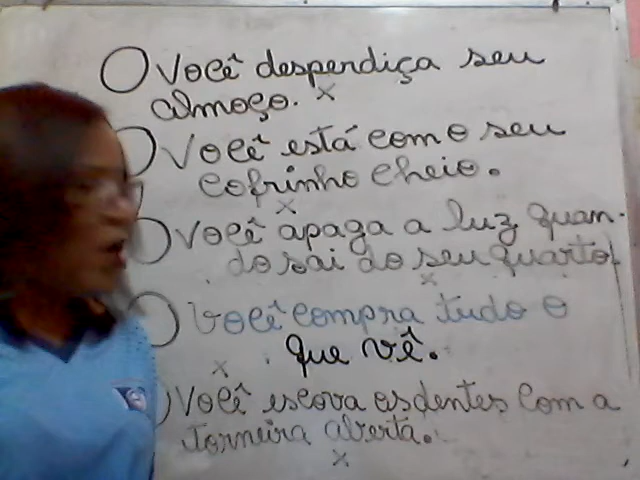 Você desperdiça seu
almoço. x
Você está com o seu
cofrinho cheio.
x
Você apaga a luz quan-
do sai do seu quarto.
x
Você compra tudo o
que vê.
x
Você escova os dentes com a
torneira aberta.
x